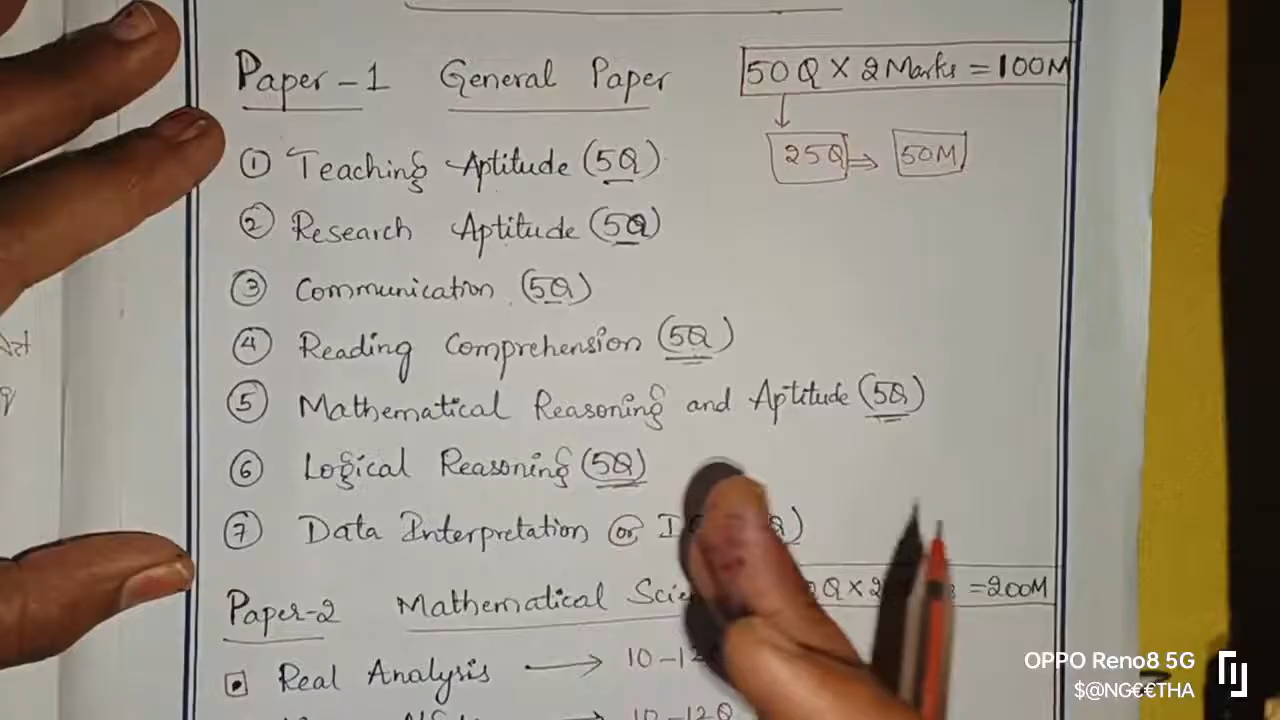 Paper-1 General Paper
50Q × 2 Marks = 100M
25Q ⇒ 50M
① Teaching Aptitude (5Q)
② Research Aptitude (5Q)
③ Communication (5Q)
④ Reading Comprehension (5Q)
⑤ Mathematical Reasoning and Aptitude (5Q)
⑥ Logical Reasoning (5Q)
⑦ Data Interpretation or
Paper-2 Mathematical
=200M
Real Analysis → 10-12
10-12Q
OPPO Reno8 5G
$@NG€€THA